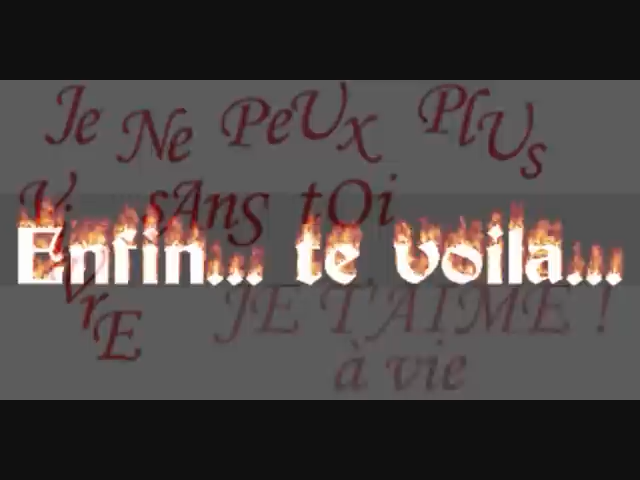 Je Ne PeUx PlUs
ViVrE sAnS tOi
Enfin... te voila...
JE T'AIME !
à vie